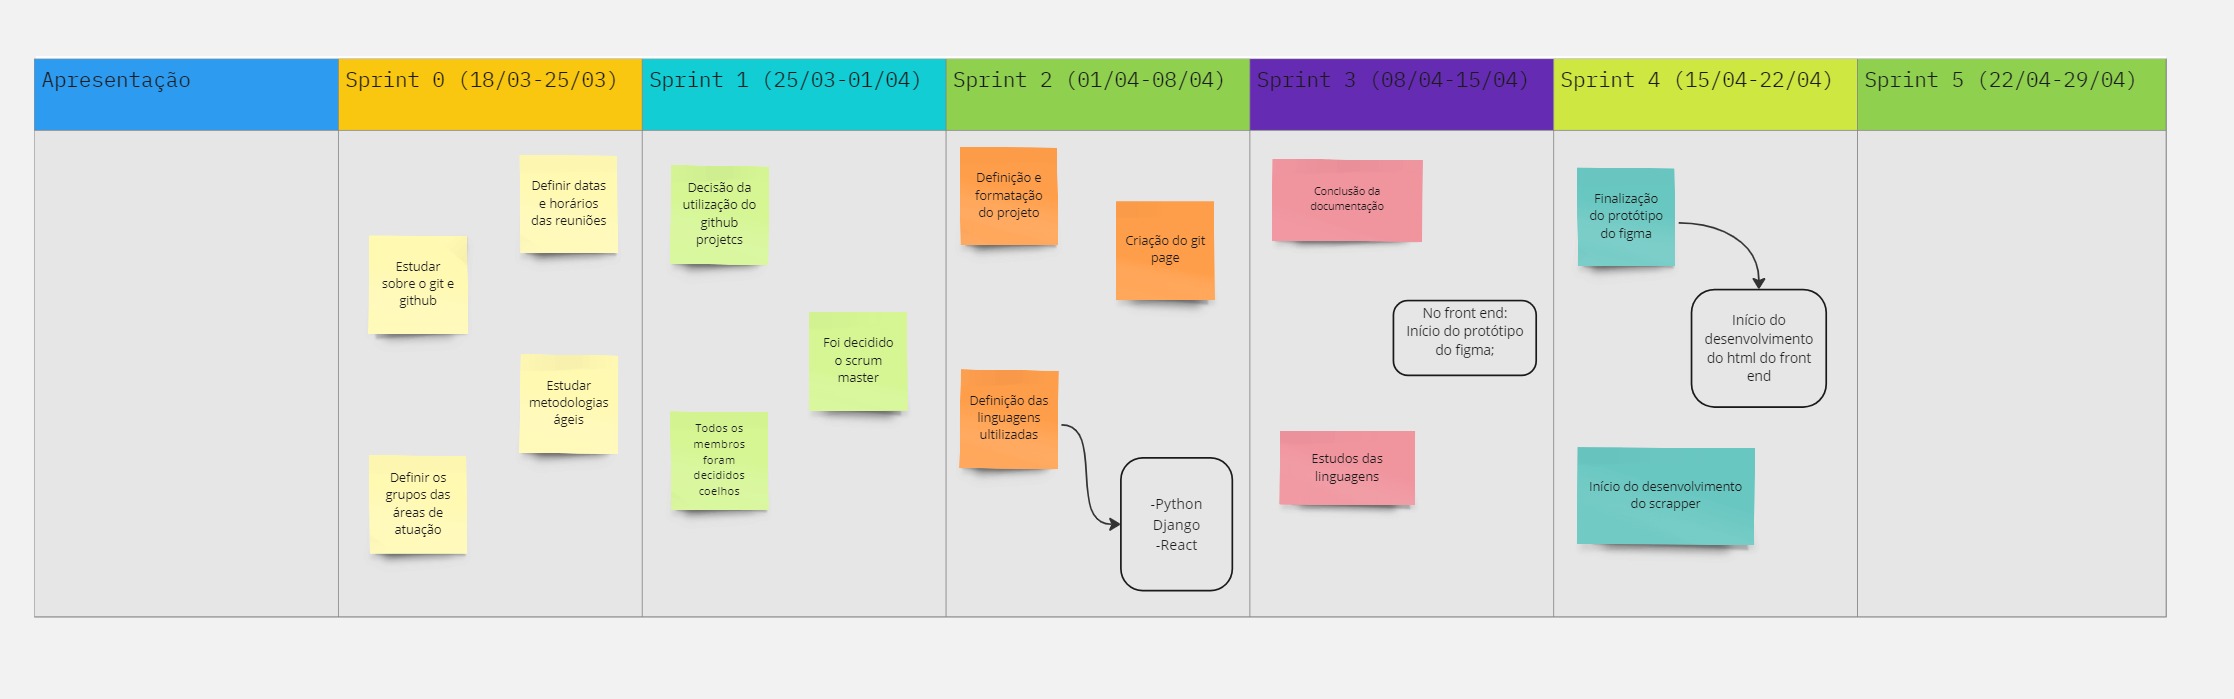 Apresentação
Sprint 0 (18/03-25/03)
Sprint 1 (25/03-01/04)
Sprint 2 (01/04-08/04)
Sprint 3 (08/04-15/04)
Sprint 4 (15/04-22/04)
Sprint 5 (22/04-29/04)
Definir datas
e horários
das reuniões
Estudar
sobre o git e
github
Estudar
metodologias
ágeis
Definir os
grupos das
áreas de
atuação
Decisão da
utilização do
github
projetcs
Foi decidido
o scrum
master
Todos os
membros
foram
decididos
coelhos
Definição e
formatação
do projeto
Criação do git
page
Definição das
linguagens
ultilizadas
-Python
Django
-React
Conclusão da
documentação
No front end:
Início do protótipo
do figma;
Estudos das
linguagens
Finalização
do protótipo
do figma
Início do
desenvolvimento
do html do front
end
Início do desenvolvimento
do scrapper